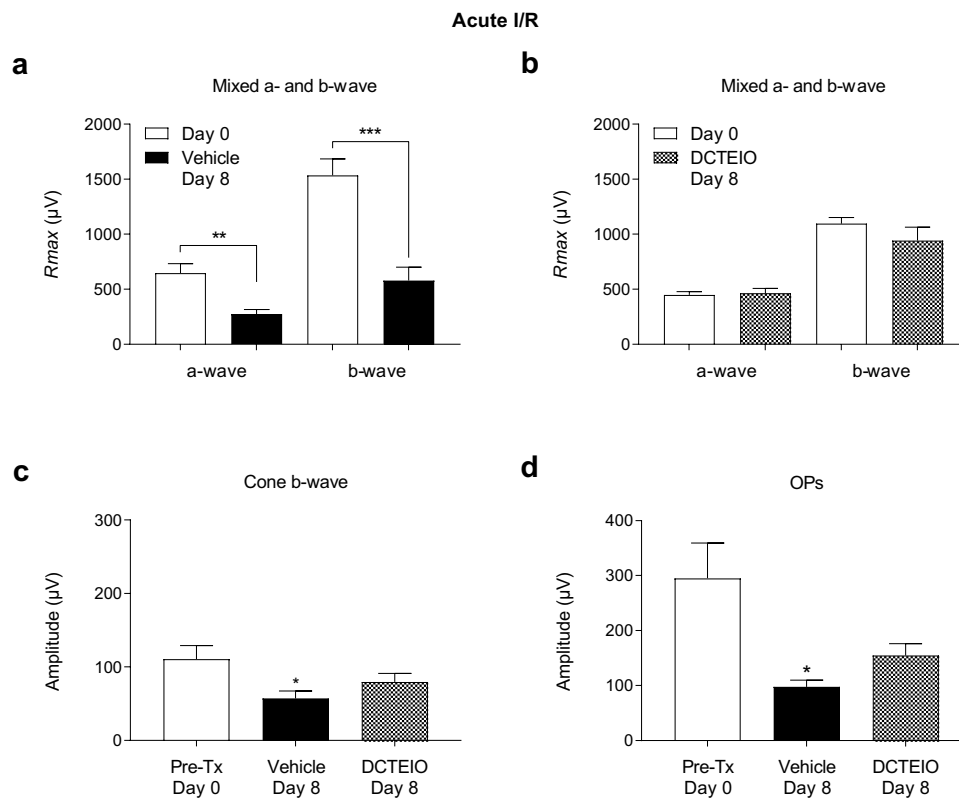 Acute I/R
a
Mixed a- and b-wave
Rmax (µV)
2000
1500
1000
500
0
Day 0
Vehicle
Day 8
**
***
a-wave
b-wave
b
Mixed a- and b-wave
Rmax (µV)
2000
1500
1000
500
0
Day 0
DCTEIO
Day 8
a-wave
b-wave
c
Cone b-wave
Amplitude (µV)
300
200
100
0
*
Pre-Tx
Day 0
Vehicle
Day 8
DCTEIO
Day 8
d
OPs
Amplitude (µV)
400
300
200
100
0
*
Pre-Tx
Day 0
Vehicle
Day 8
DCTEIO
Day 8